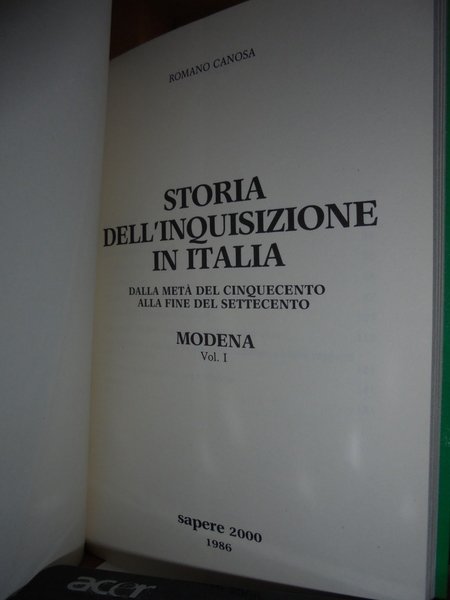 ROMANO CANOSA
STORIA
DELL'INQUISIZIONE
IN ITALIA
DALLA METÀ DEL CINQUECENTO
ALLA FINE DEL SETTECENTO
MODENA
Vol. I
sapere 2000
1986
acer